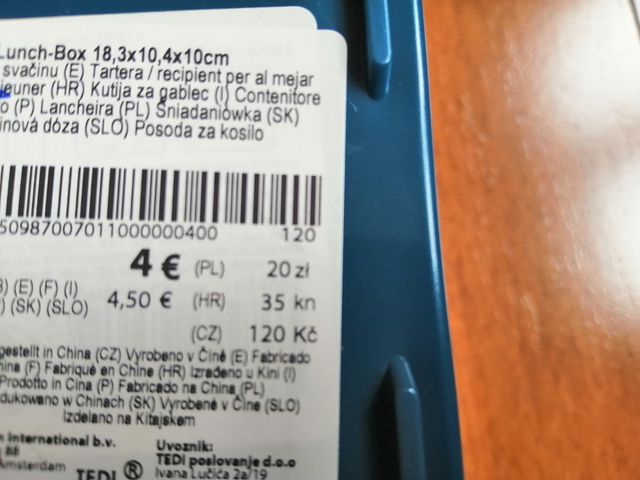 Lunch-Box 18,3x10,4x10cm
svačinu (E) Tartera / recipient per al mejar
jeuner (HR) Kutija za gablec (I) Contenitore
o (P) Lancheira (PL) Śniadaniówka (SK)
inová dóza (SLO) Posoda za kosilo
5098700701100000400 120
4 € (PL) 20 zł
) (E) (F) (I)
) (SK) (SLO) 4,50 € (HR) 35 kn
(CZ) 120 Kč
gestellt in China (CZ) Vyrobeno v Číně (E) Fabricado
hina (F) Fabriqué en Chine (HR) Izrađeno u Kini (I)
Prodotto in Cina (P) Fabricado na China (PL)
dukowano w Chinach (SK) Vyrobené v Číne (SLO)
Izdelano na Kitajskem
n International b.v. Uvoznik:
88 TEDI poslovanje d.o.o
Amsterdam TEDI ® Ivana Lučića 2a/19